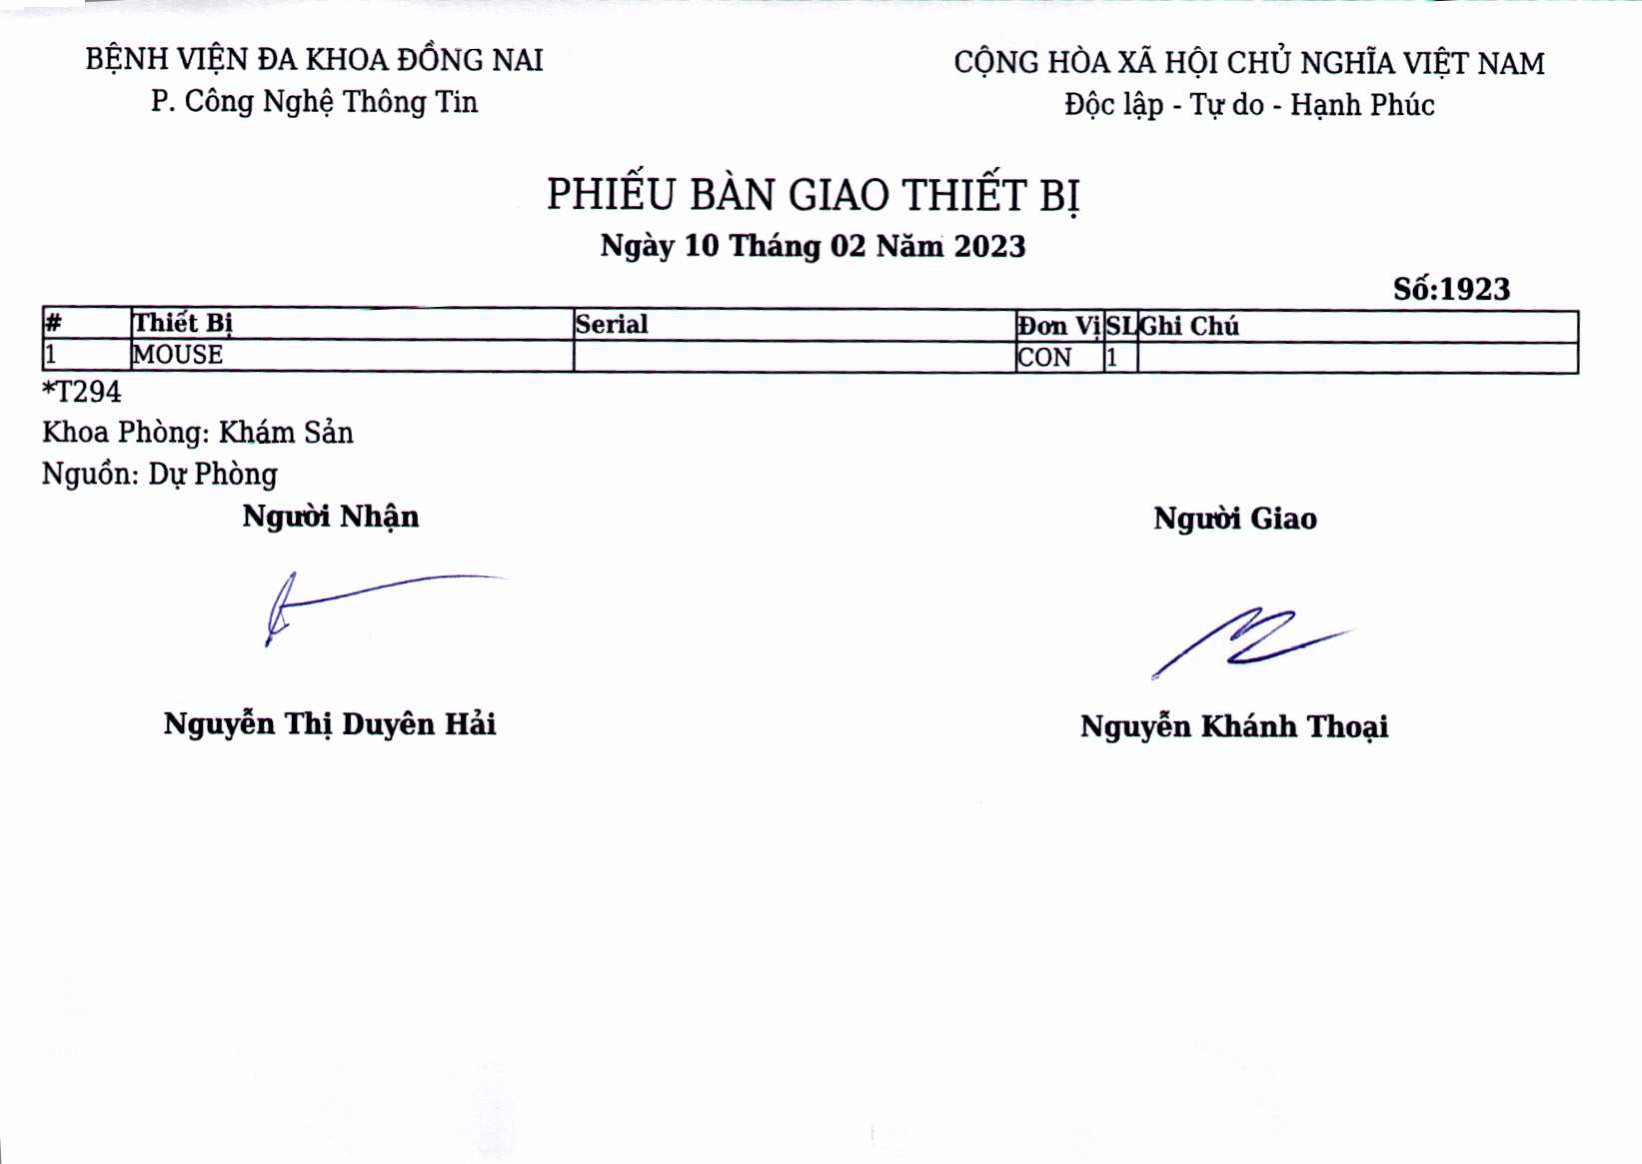 BỆNH VIỆN ĐA KHOA ĐỒNG NAI
P. Công Nghệ Thông Tin
CỘNG HÒA XÃ HỘI CHỦ NGHĨA VIỆT NAM
Độc lập - Tự do - Hạnh Phúc
PHIẾU BÀN GIAO THIẾT BỊ
Ngày 10 Tháng 02 Năm 2023
Số:1923
# Thiết Bị Serial Đơn Vị SL Ghi Chú
1 MOUSE CON 1
*T294
Khoa Phòng: Khám Sản
Nguồn: Dự Phòng
Người Nhận Người Giao
Nguyễn Thị Duyên Hải Nguyễn Khánh Thoại